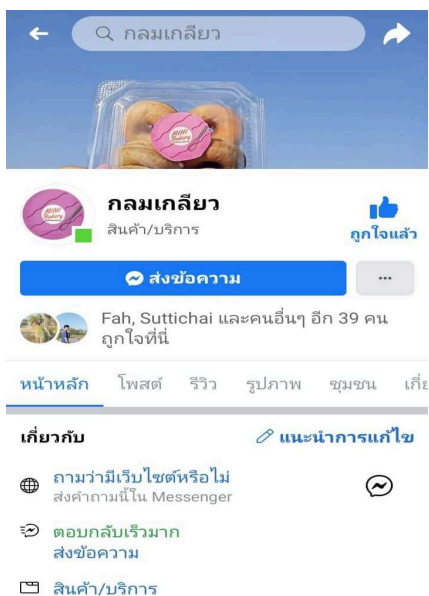 กลมเกลียว
MINI
Bakery
MINI
Bakery
กลมเกลียว
สินค้า/บริการ
ถูกใจแล้ว
ส่งข้อความ
...
Fah, Suttichai และคนอื่นๆ อีก 39 คน
ถูกใจที่นี่
หน้าหลัก โพสต์ รีวิว รูปภาพ ชุมชน เกี่ย
เกี่ยวกับ แนะนำการแก้ไข
ถามว่ามีเว็บไซต์หรือไม่
ส่งคำถามนี้ใน Messenger
ตอบกลับเร็วมาก
ส่งข้อความ
สินค้า/บริการ